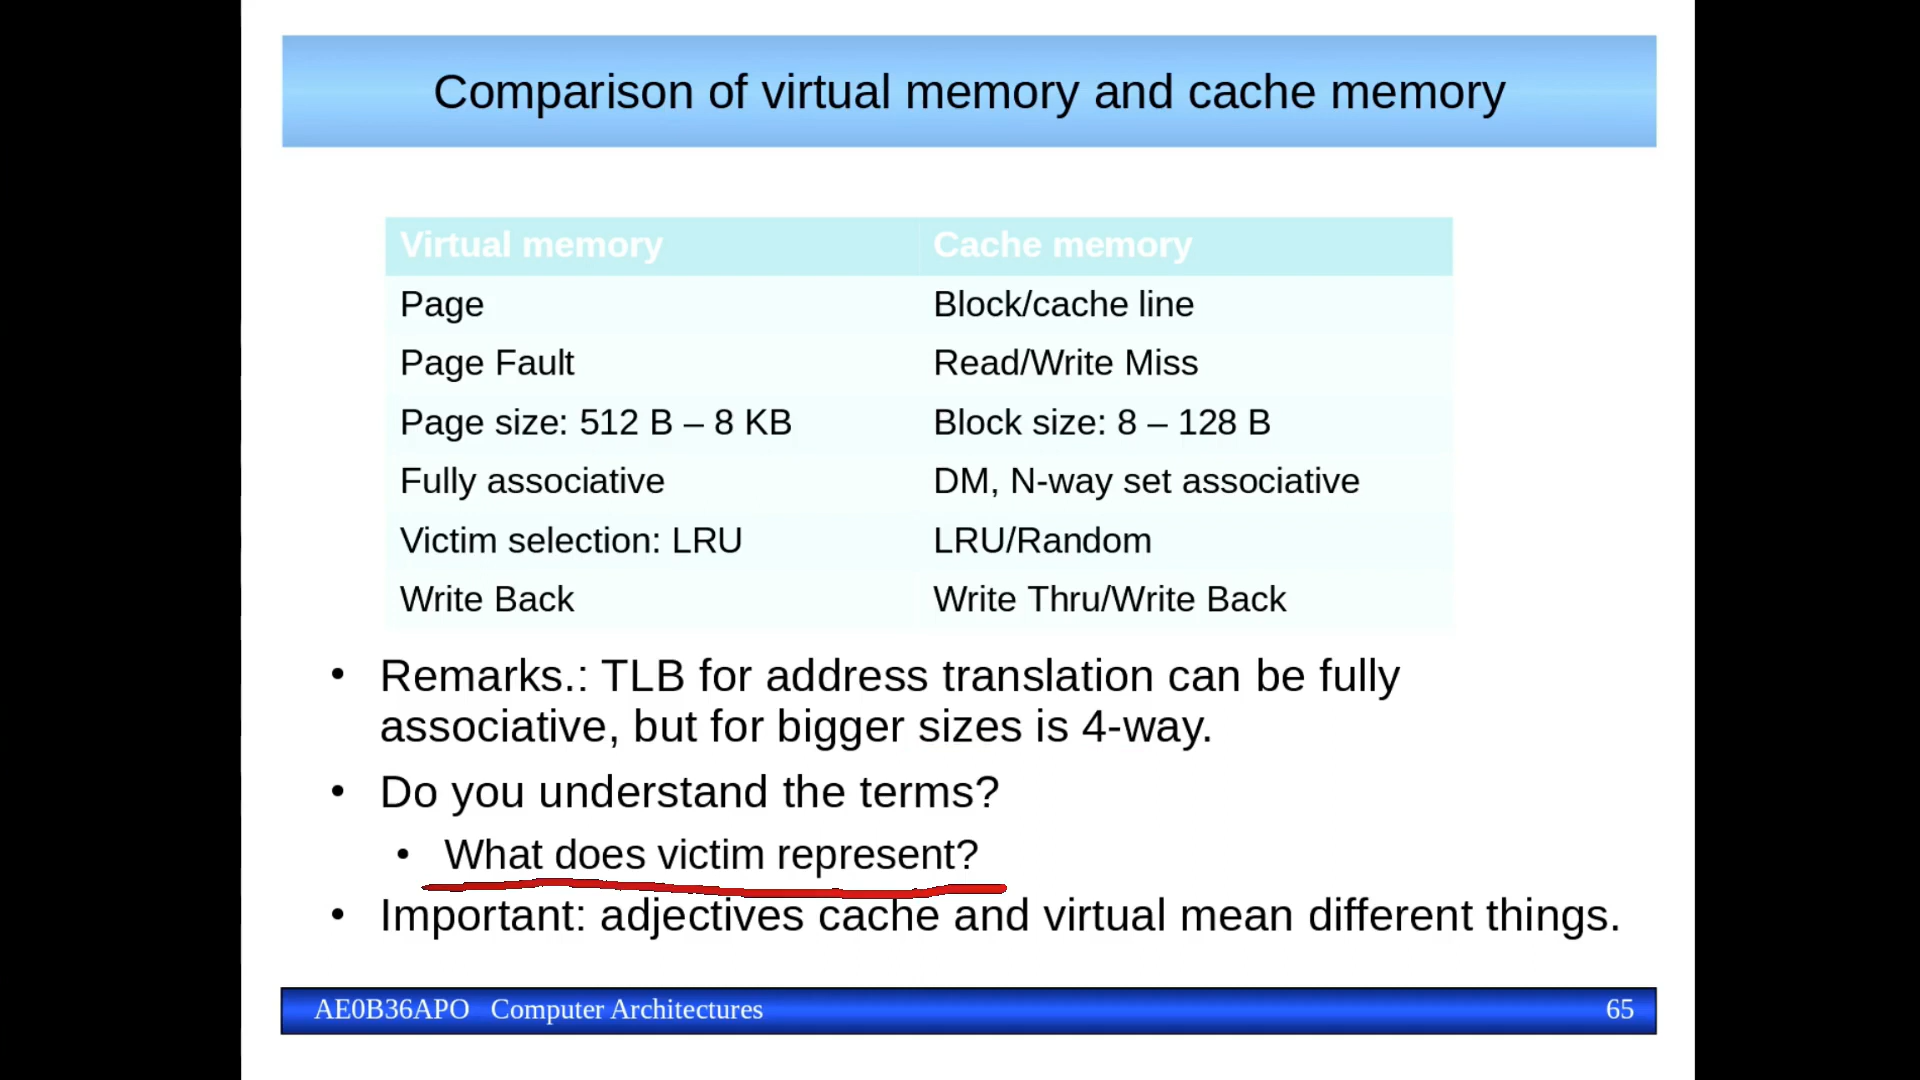 Comparison of virtual memory and cache memory
Virtual memory Cache memory
Page Block/cache line
Page Fault Read/Write Miss
Page size: 512 B – 8 KB Block size: 8 – 128 B
Fully associative DM, N-way set associative
Victim selection: LRU LRU/Random
Write Back Write Thru/Write Back
• Remarks.: TLB for address translation can be fully
associative, but for bigger sizes is 4-way.
• Do you understand the terms?
• What does victim represent?
• Important: adjectives cache and virtual mean different things.
AE0B36APO Computer Architectures 65